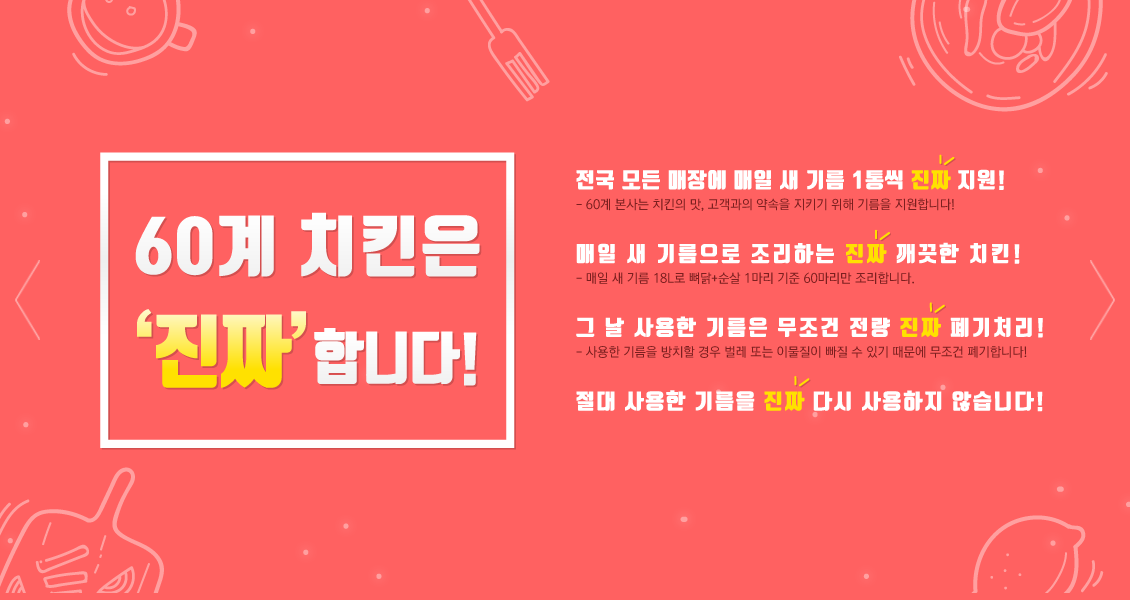 60계 치킨은
‘진짜’ 합니다!
전국 모든 매장에 매일 새 기름 1통씩 진짜 지원!
- 60계 본사는 치킨의 맛, 고객과의 약속을 지키기 위해 기름을 지원합니다!
매일 새 기름으로 조리하는 진짜 깨끗한 치킨!
- 매일 새 기름 18L로 뼈닭+순살 1마리 기준 60마리만 조리합니다.
그 날 사용한 기름은 무조건 전량 진짜 폐기처리!
- 사용한 기름을 방치할 경우 벌레 또는 이물질이 빠질 수 있기 때문에 무조건 폐기합니다!
절대 사용한 기름을 진짜 다시 사용하지 않습니다!